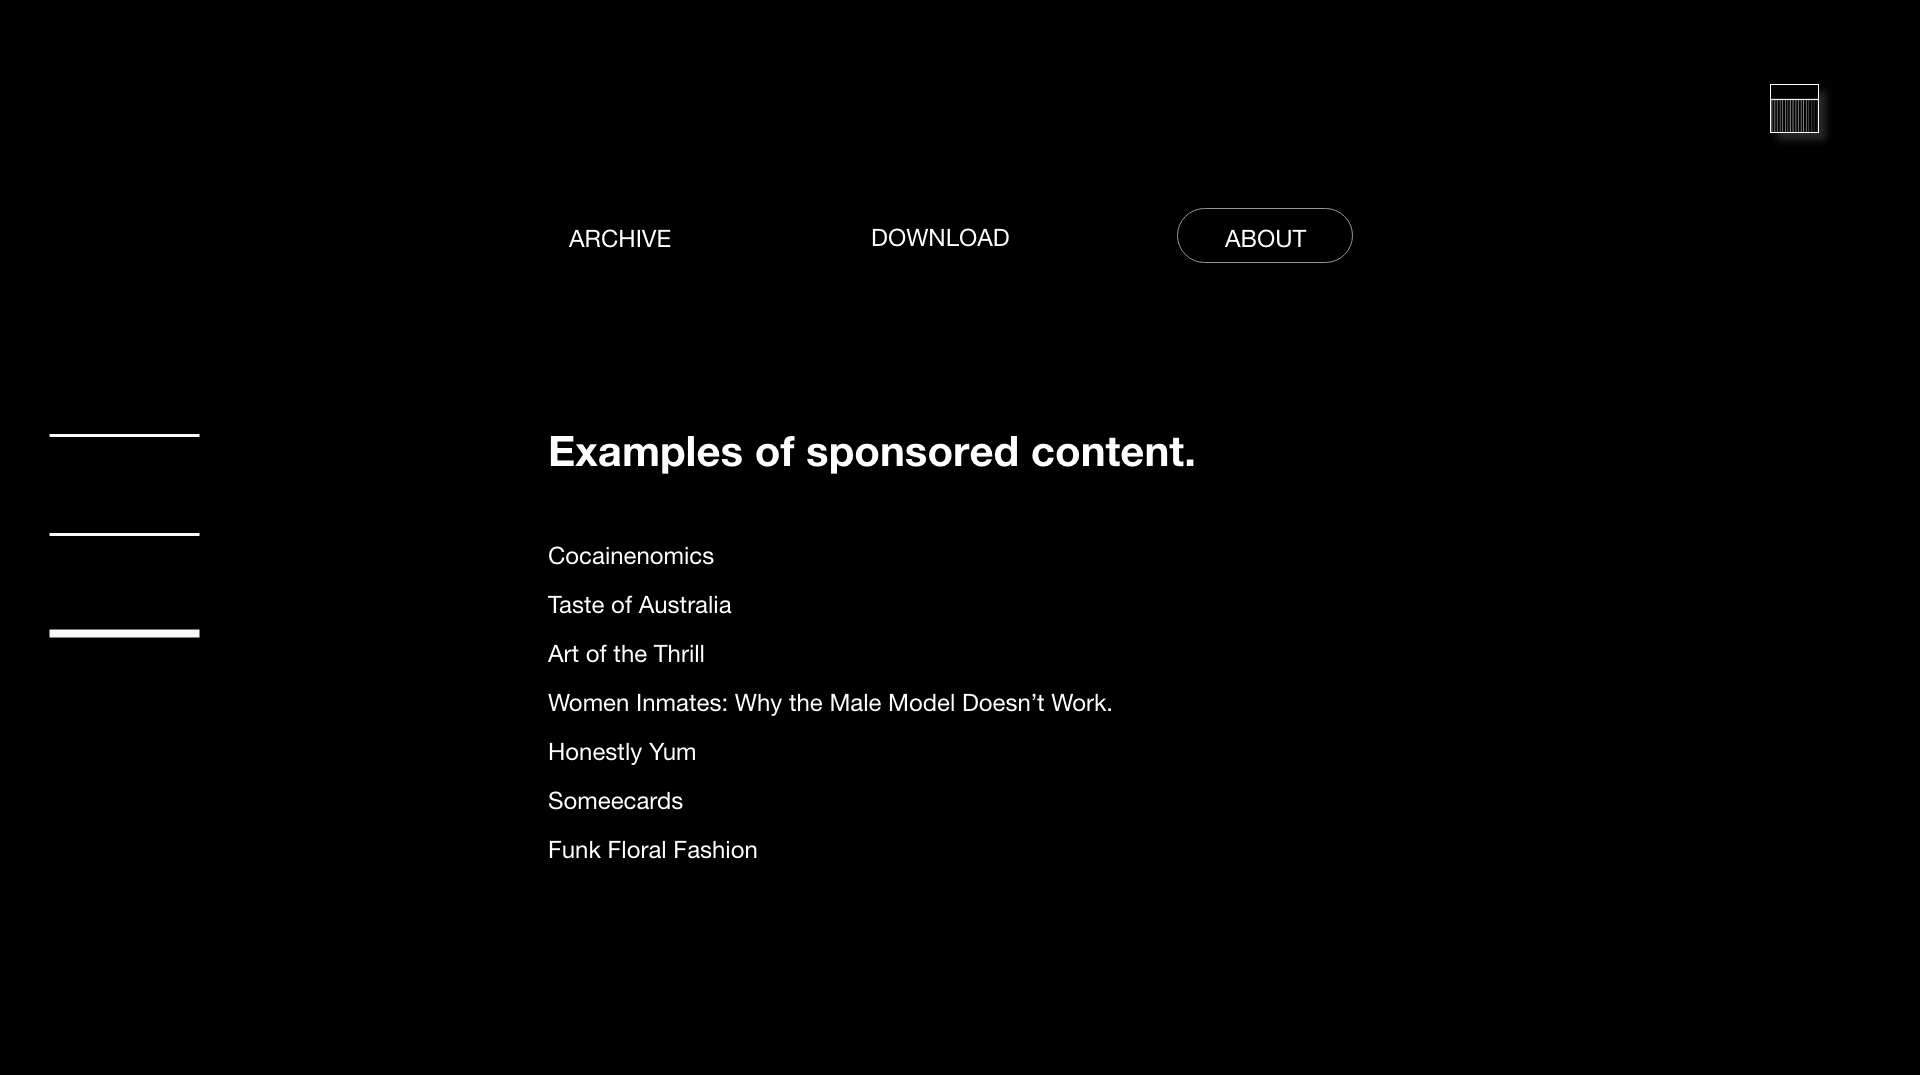 ARCHIVE
DOWNLOAD
ABOUT
Examples of sponsored content.
Cocainenomics
Taste of Australia
Art of the Thrill
Women Inmates: Why the Male Model Doesn’t Work.
Honestly Yum
Someecards
Funk Floral Fashion